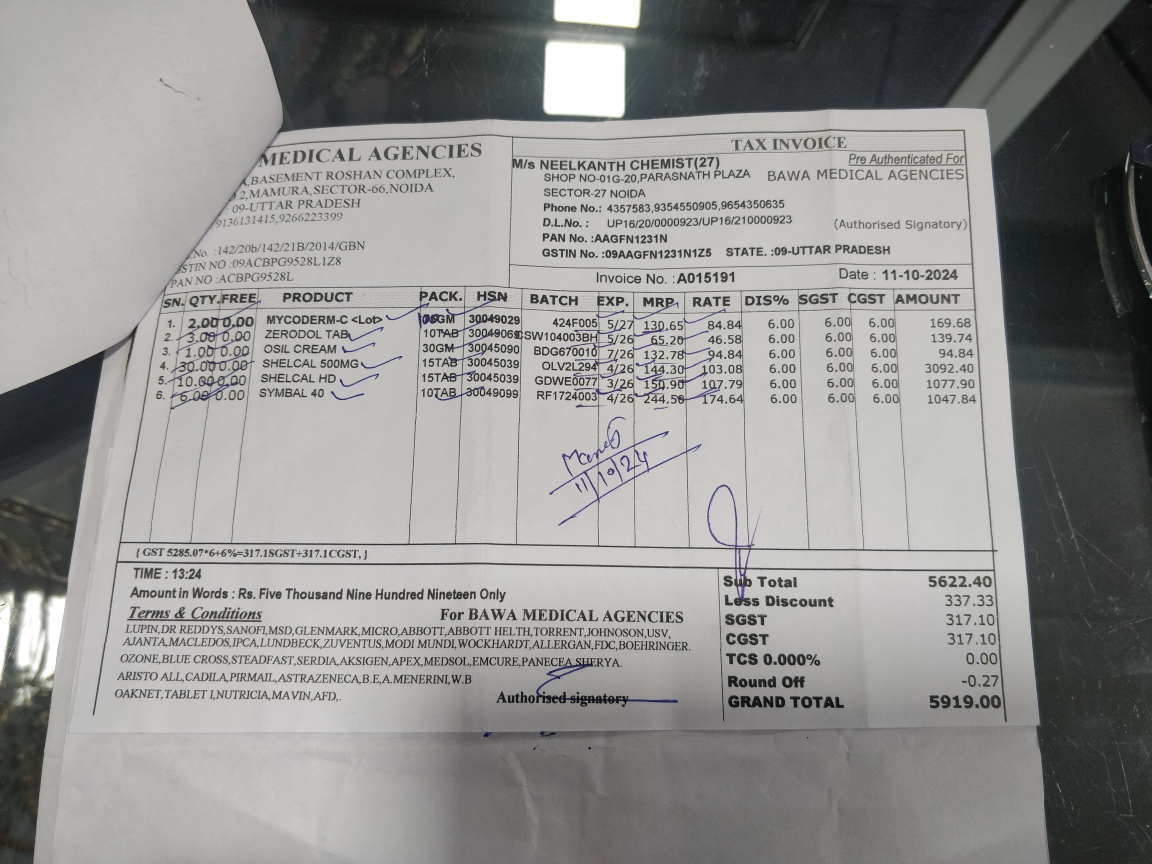 MEDICAL AGENCIES
BASEMENT ROSHAN COMPLEX,
2,MAMURA,SECTOR-66,NOIDA
09-UTTAR PRADESH
9136131415,9266223399
No. :142/20b/142/21B/2014/GBN
GSTIN NO :09ACBPG9528L1Z8
PAN NO :ACBPG9528L
TAX INVOICE
M/s NEELKANTH CHEMIST(27)
SHOP NO-01G-20,PARASNATH PLAZA
SECTOR-27 NOIDA
Phone No.: 4357583,9354550905,9654350635
D.L.No. : UP16/20/0000923/UP16/210000923
PAN No. :AAGFN1231N
GSTIN No. :09AAGFN1231N1Z5 STATE. :09-UTTAR PRADESH
Pre Authenticated For
BAWA MEDICAL AGENCIES
(Authorised Signatory)
Invoice No. : A015191 Date : 11-10-2024
SN. QTY. FREE. PRODUCT PACK. HSN BATCH EXP. MRP RATE DIS% SGST CGST AMOUNT
1. 2.00 0.00 MYCODERM-C <Lot> GM 30049029 424F005 5/27 130.65 84.84 6.00 6.00 6.00 169.68
2. 3.00 0.00 ZERODOL TAB 10TAB 30049069 CSW104003BH 5/26 65.20 46.58 6.00 6.00 6.00 139.74
3. 1.00 0.00 OSIL CREAM 30GM 30045090 BDG670010 7/26 132.78 94.84 6.00 6.00 6.00 94.84
4. 30.00 0.00 SHELCAL 500MG 15TAB 30045039 OLV2L294 4/26 144.30 103.08 6.00 6.00 6.00 3092.40
5. 10.00 0.00 SHELCAL HD 15TAB 30045039 GDWE0077 3/26 150.90 107.79 6.00 6.00 6.00 1077.90
6. 6.00 0.00 SYMBAL 40 10TAB 30049099 RF1724003 4/26 244.50 174.64 6.00 6.00 6.00 1047.84
11/10/24
{ GST 5285.07*6+6%=317.1SGST+317.1CGST, }
TIME : 13:24
Amount in Words : Rs. Five Thousand Nine Hundred Nineteen Only
Terms & Conditions For BAWA MEDICAL AGENCIES
LUPIN,DR REDDYS,SANOFI,MSD,GLENMARK,MICRO,ABBOTT,ABBOTT HELTH,TORRENT,JOHNOSON,USV,
AJANTA,MACLEDOS,IPCA,LUNDBECK,ZUVENTUS,MODI MUNDI,WOCKHARDT,ALLERGAN,FDC,BOEHRINGER.
OZONE,BLUE CROSS,STEADFAST,SERDIA,AKSIGEN,APEX,MEDSOL,EMCURE,PANECEA,SHERYA.
ARISTO ALL,CADILA,PIRMAIL,ASTRAZENECA,B.E,A.MENERINI,W.B
OAKNET,TABLET I,NUTRICIA,MAVIN,AFD,.
Authorised signatory
Sub Total 5622.40
Less Discount 337.33
SGST 317.10
CGST 317.10
TCS 0.000% 0.00
Round Off -0.27
GRAND TOTAL 5919.00